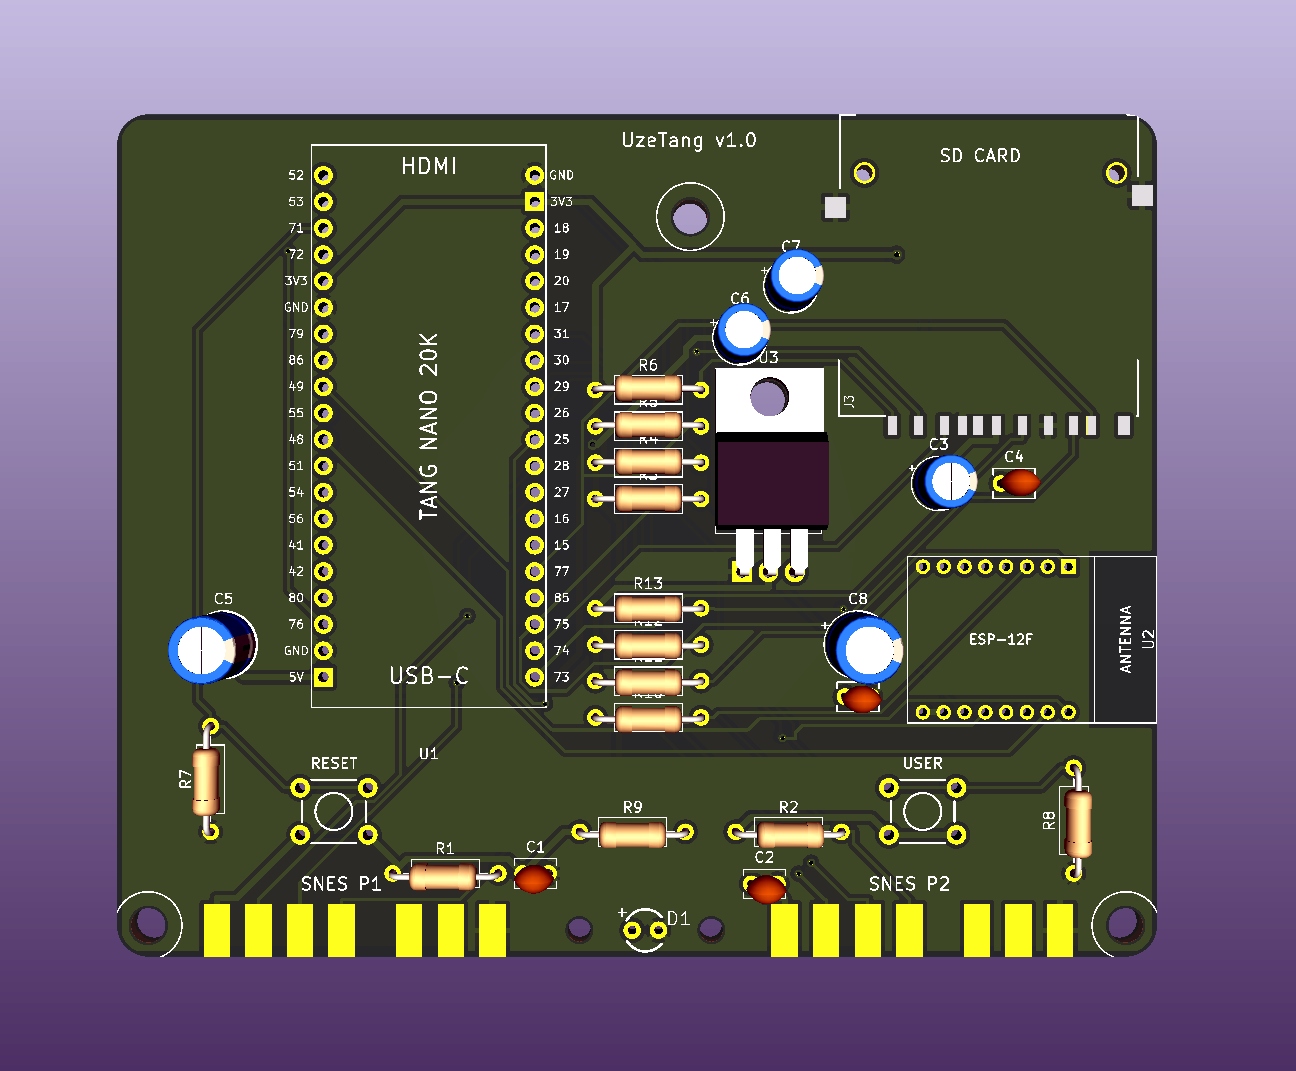 UzeTang v1.0
SD CARD
HDMI
52
53
71
72
3V3
GND
79
86
49
55
48
51
54
56
41
42
80
76
GND
5V
GND
3V3
18
19
20
17
31
30
29
26
25
28
27
16
15
77
85
75
74
73
TANG NANO 20K
USB-C
U1
C7
+
C6
+
U3
R6
R4
J3
C3
+
C4
R13
C8
+
ESP-12F
ANTENNA
U2
C5
R7
RESET
USER
R8
R9
R2
R1
C1
C2
SNES P1
SNES P2
+
D1